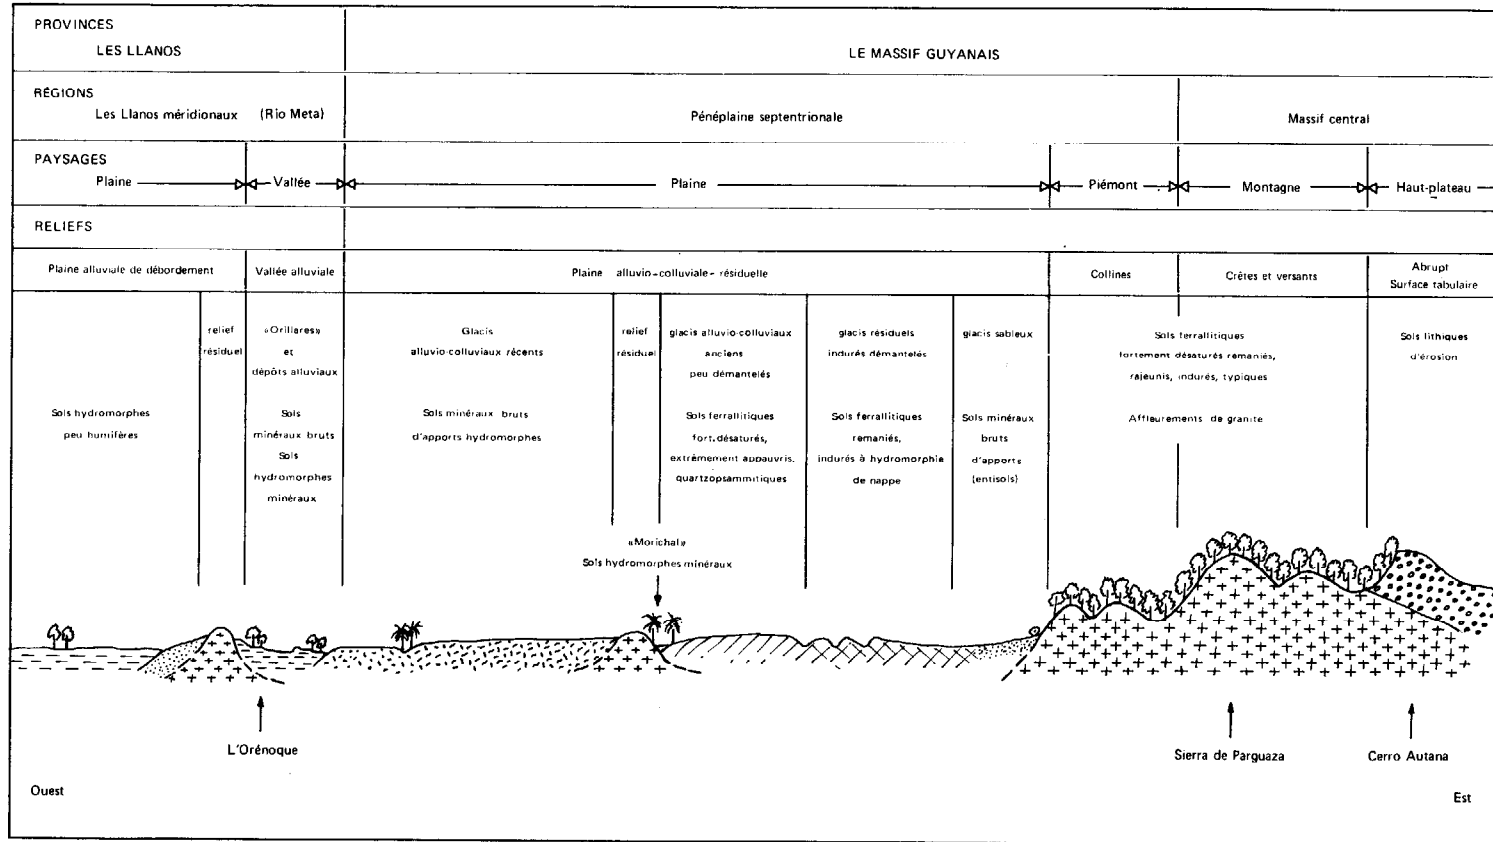 PROVINCES
LES LLANOS
LE MASSIF GUYANAIS
RÉGIONS
Les Llanos méridionaux (Rio Meta)
Pénéplaine septentrionale
Massif central
PAYSAGES
Plaine
Vallée
Plaine
Piémont
Montagne
Haut-plateau
RELIEFS
Plaine alluviale de débordement
Vallée alluviale
Plaine alluvio-colluviale-résiduelle
Collines
Crêtes et versants
Abrupt
Surface tabulaire
relief
résiduel
«Orillares»
et
dépôts alluviaux
Glacis
alluvio-colluviaux récents
relief
résiduel
glacis alluvio-colluviaux
anciens
peu démantelés
glacis résiduels
indurés démantelés
glacis sableux
Sols ferrallitiques
fortement désaturés remaniés,
rajeunis, indurés, typiques
Affleurements de granite
Sols lithiques
d'érosion
Sols hydromorphes
peu humifères
Sols
minéraux bruts
Sols
hydromorphes
minéraux
Sols minéraux bruts
d'apports hydromorphes
Sols ferrallitiques
fort.désaturés,
extrêmement appauvris,
quartzopsammitiques
Sols ferrallitiques
remaniés,
indurés à hydromorphie
de nappe
Sols minéraux
bruts
d'apports
(entisols)
«Morichal»
Sols hydromorphes minéraux
L'Orénoque
Sierra de Parguaza
Cerro Autana
Ouest
Est